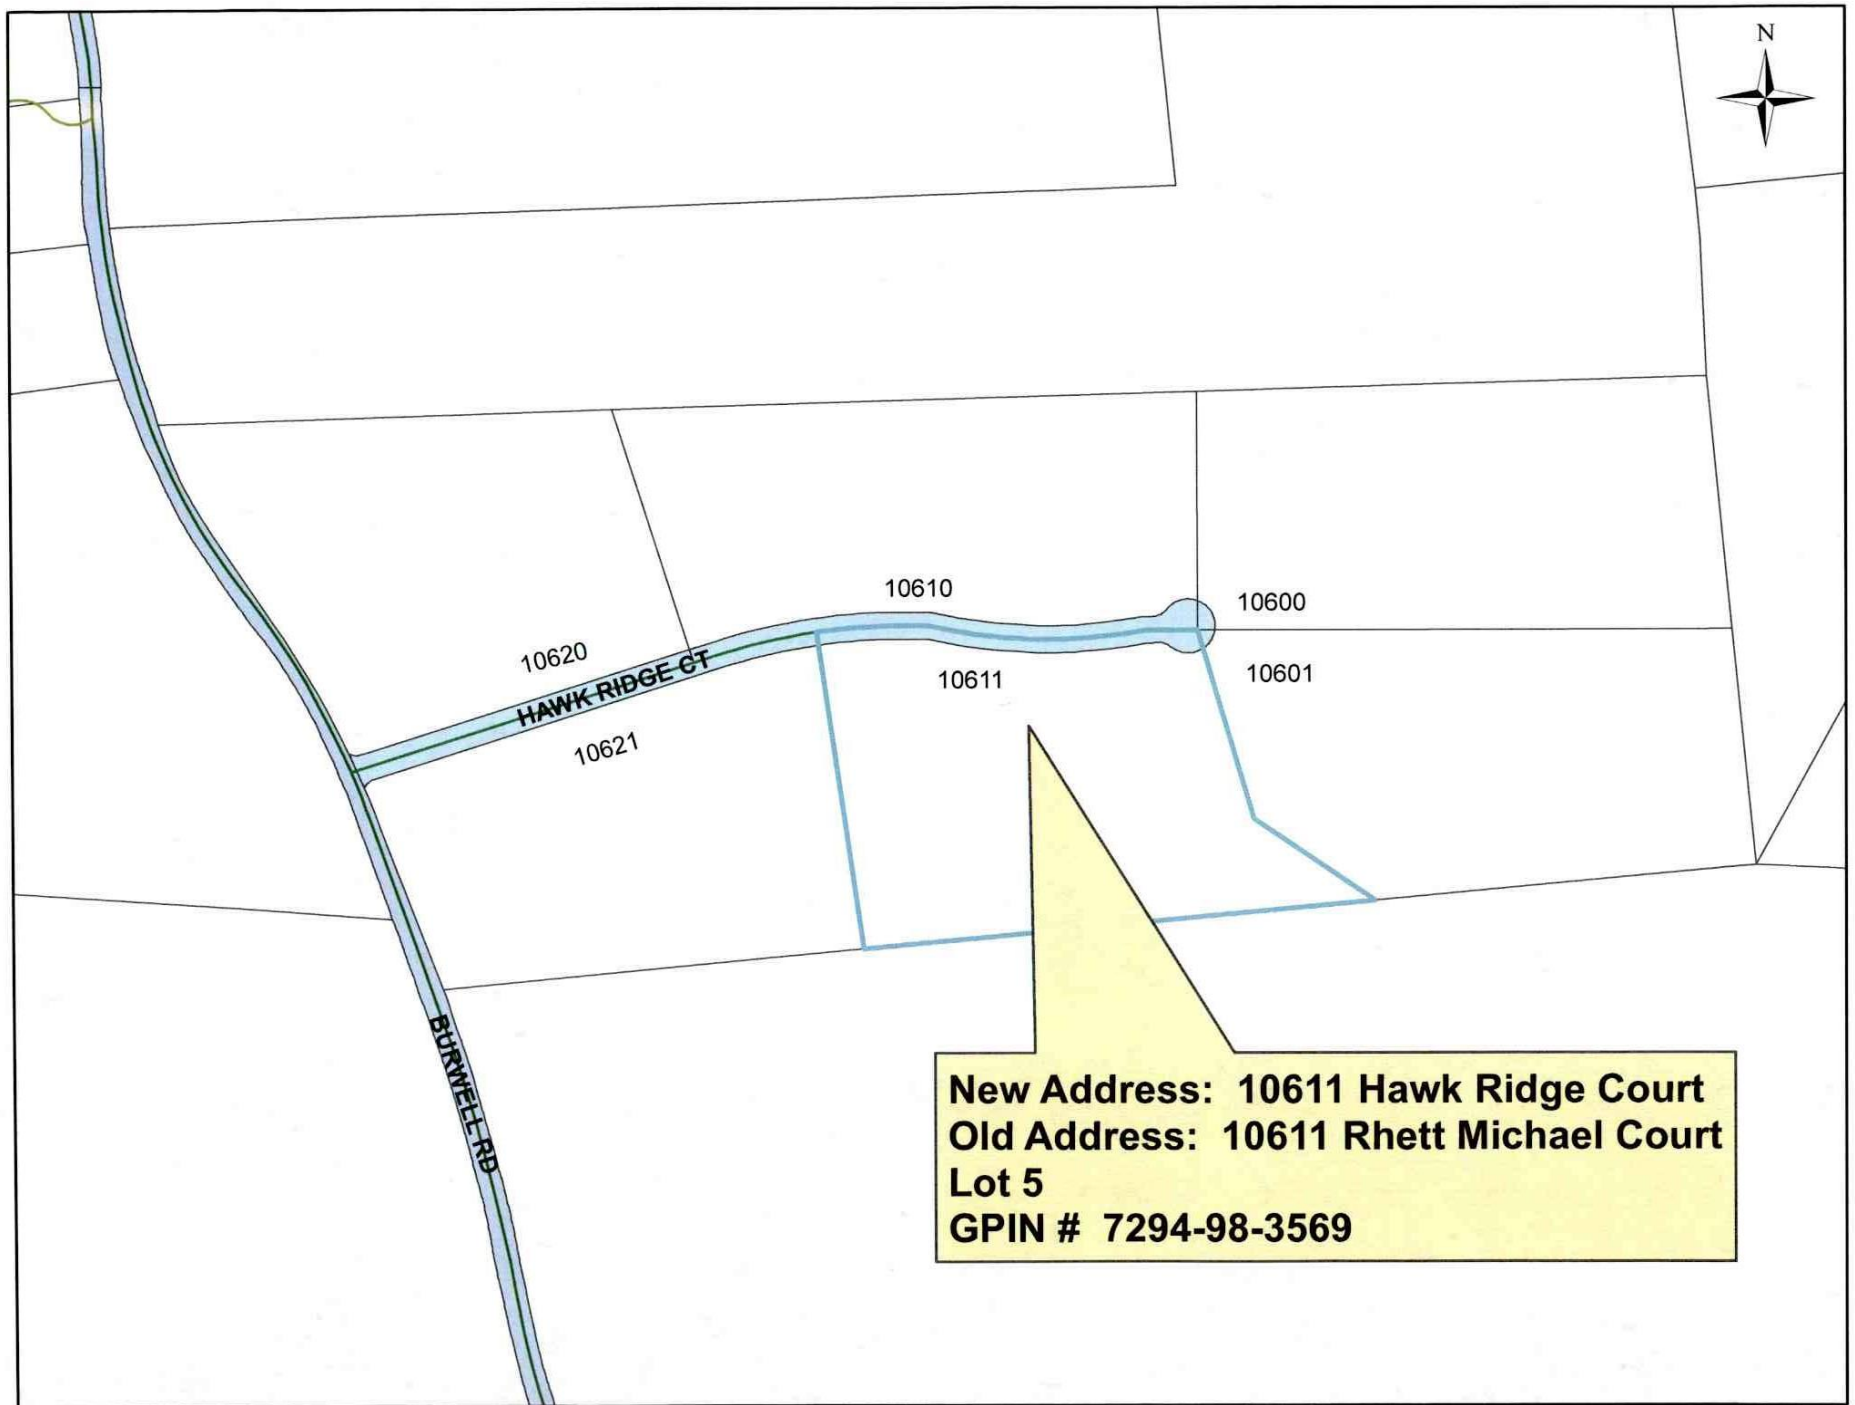 N
10610
10600
10620
HAWK RIDGE CT
10611
10601
10621
BURWELL RD
New Address: 10611 Hawk Ridge Court
Old Address: 10611 Rhett Michael Court
Lot 5
GPIN # 7294-98-3569